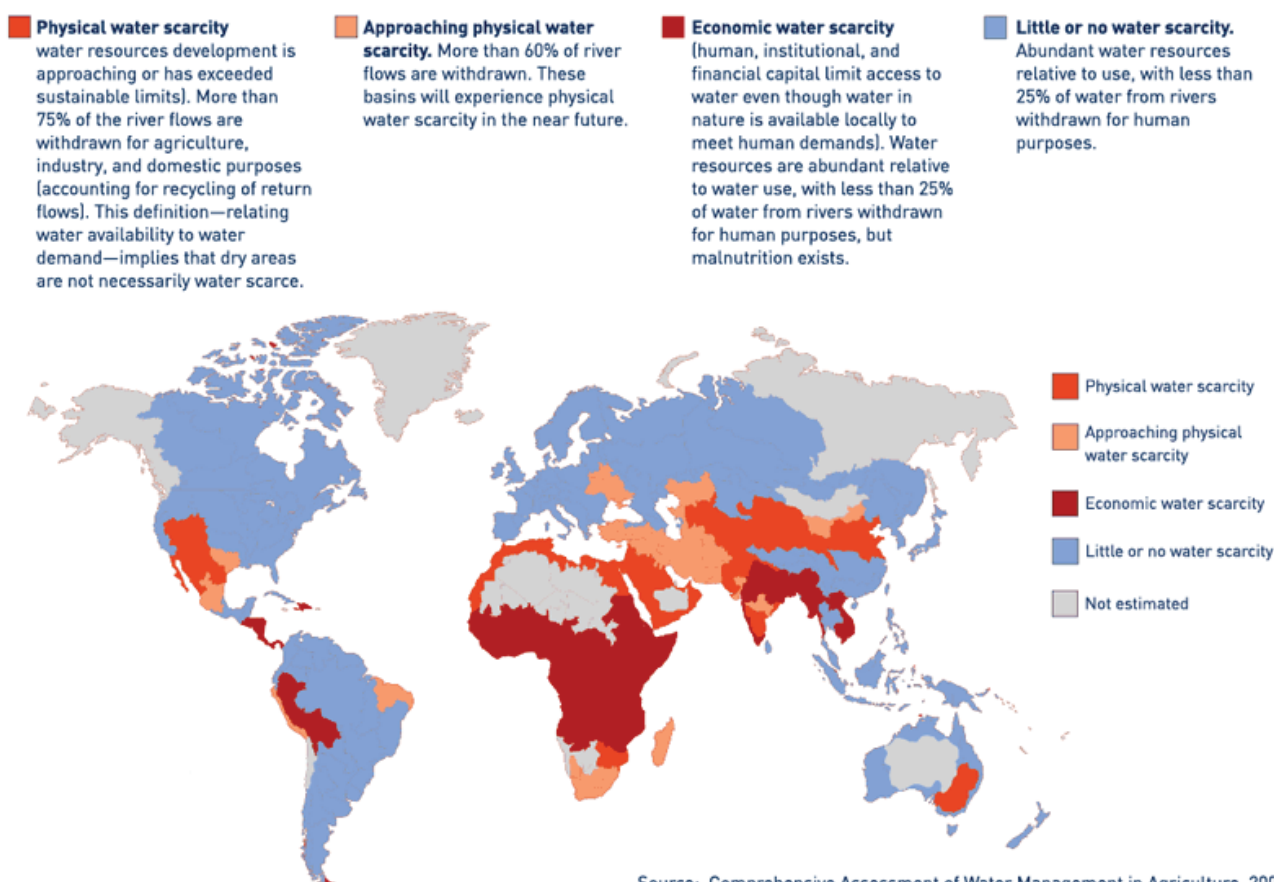 Physical water scarcity
water resources development is
approaching or has exceeded
sustainable limits). More than
75% of the river flows are
withdrawn for agriculture,
industry, and domestic purposes
(accounting for recycling of return
flows). This definition—relating
water availability to water
demand—implies that dry areas
are not necessarily water scarce.
Approaching physical water
scarcity. More than 60% of river
flows are withdrawn. These
basins will experience physical
water scarcity in the near future.
Economic water scarcity
(human, institutional, and
financial capital limit access to
water even though water in
nature is available locally to
meet human demands). Water
resources are abundant relative
to water use, with less than 25%
of water from rivers withdrawn
for human purposes, but
malnutrition exists.
Little or no water scarcity.
Abundant water resources
relative to use, with less than
25% of water from rivers
withdrawn for human
purposes.
Physical water scarcity
Approaching physical
water scarcity
Economic water scarcity
Little or no water scarcity
Not estimated
Source: Comprehensive Assessment of Water Management in Agriculture,